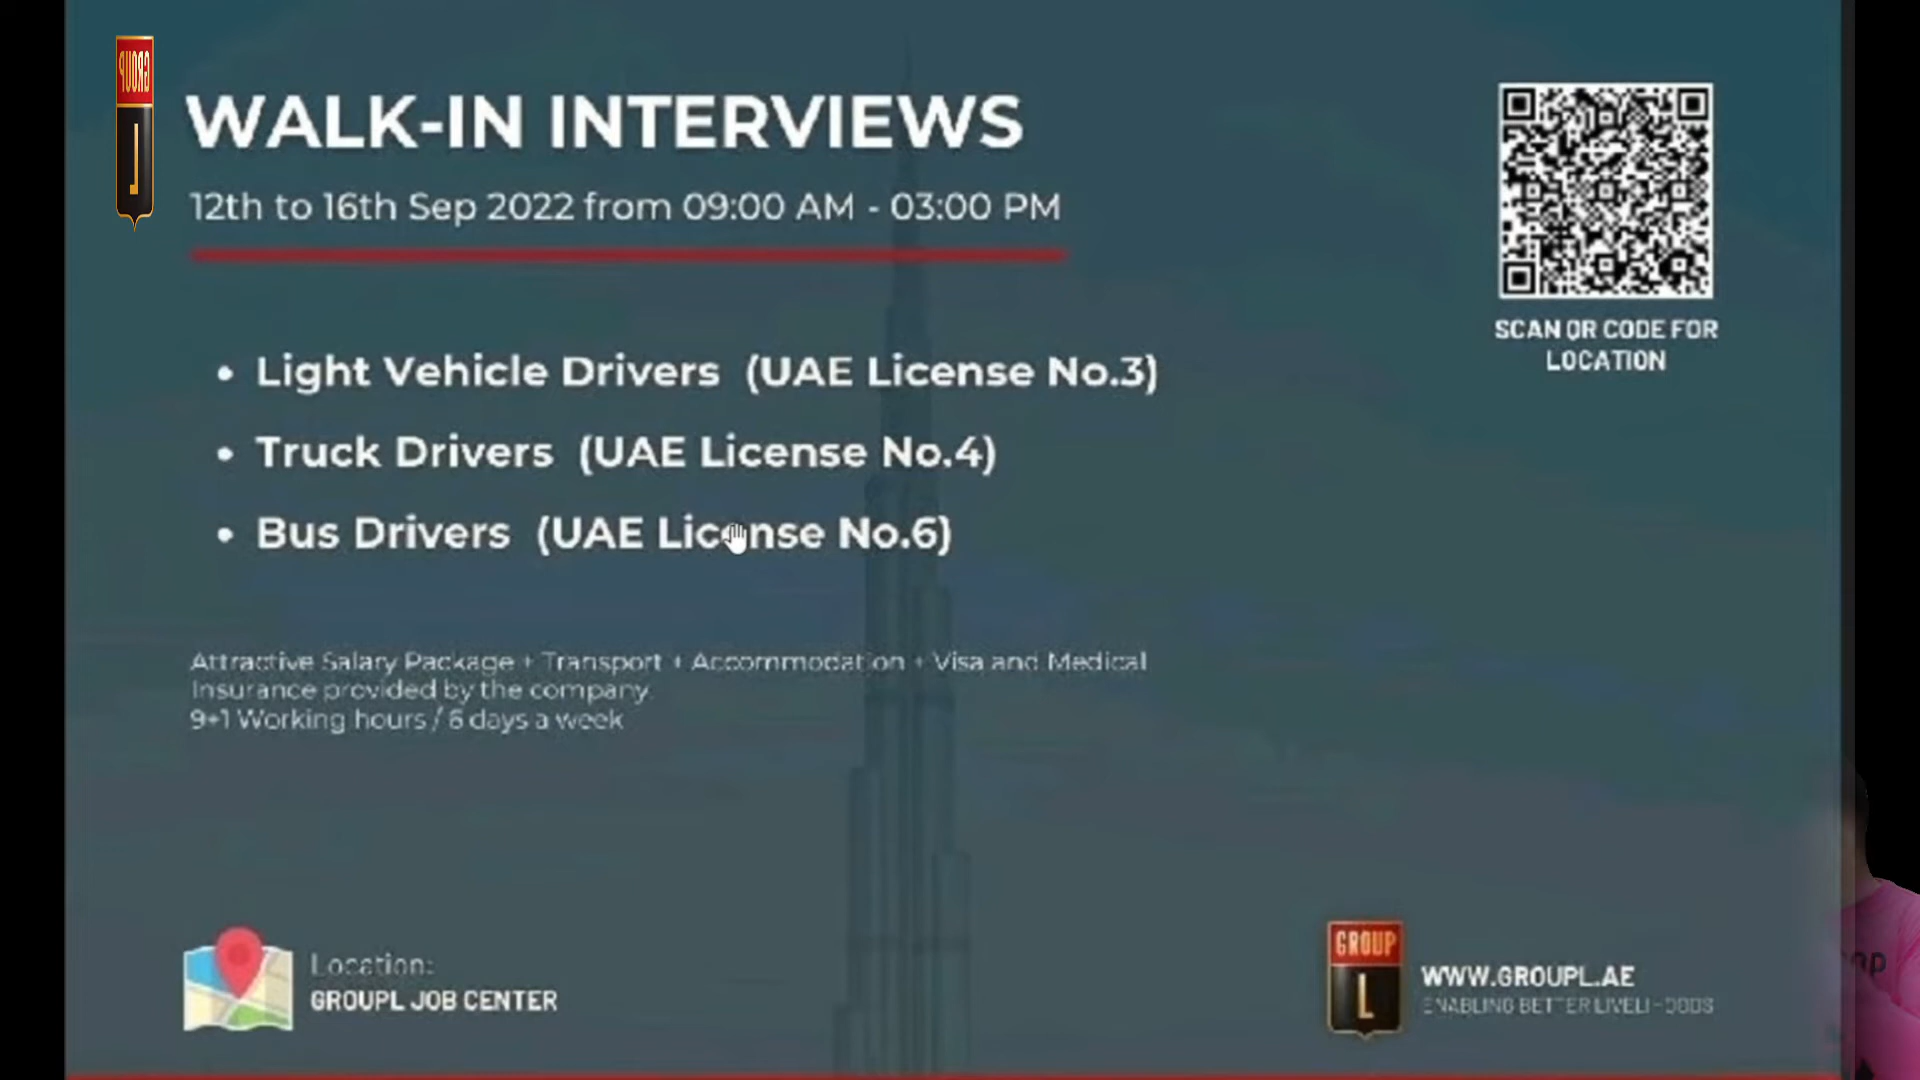 GROUP
L
WALK-IN INTERVIEWS
12th to 16th Sep 2022 from 09:00 AM - 03:00 PM
SCAN QR CODE FOR
LOCATION
• Light Vehicle Drivers (UAE License No.3)
• Truck Drivers (UAE License No.4)
• Bus Drivers (UAE License No.6)
Attractive Salary Package + Transport + Accommodation + Visa and Medical
Insurance provided by the company.
9+1 Working hours / 6 days a week
Location:
GROUPL JOB CENTER
GROUP
L
WWW.GROUPL.AE
ENABLING BETTER LIVELIHOODS